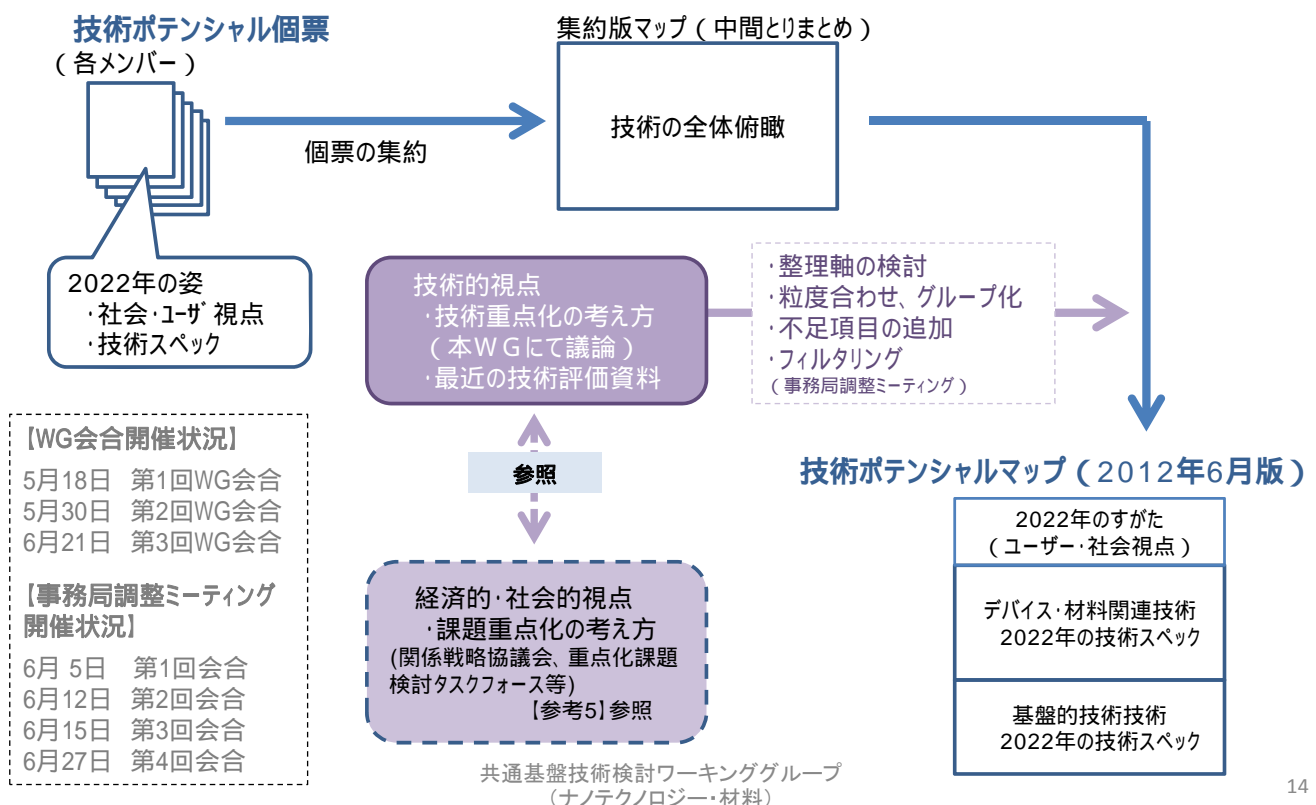 技術ポテンシャル個票
(各メンバー)
集約版マップ(中間とりまとめ)
個票の集約
技術の全体俯瞰
2022年の姿
・社会・ユーザ視点
・技術スペック
技術的視点
・技術重点化の考え方
(本WGにて議論)
・最近の技術評価資料
・整理軸の検討
・粒度合わせ、グループ化
・不足項目の追加
・フィルタリング
(事務局調整ミーティング)
参照
【WG会合開催状況】
5月18日 第1回WG会合
5月30日 第2回WG会合
6月21日 第3回WG会合
【事務局調整ミーティング
開催状況】
6月 5日 第1回会合
6月12日 第2回会合
6月15日 第3回会合
6月27日 第4回会合
経済的・社会的視点
・課題重点化の考え方
(関係戦略協議会、重点化課題
検討タスクフォース等)
【参考5】参照
技術ポテンシャルマップ(2012年6月版)
2022年のすがた
(ユーザー・社会視点)
デバイス・材料関連技術
2022年の技術スペック
基盤的技術技術
2022年の技術スペック
共通基盤技術検討ワーキンググループ
(ナノテクノロジー・材料)
14